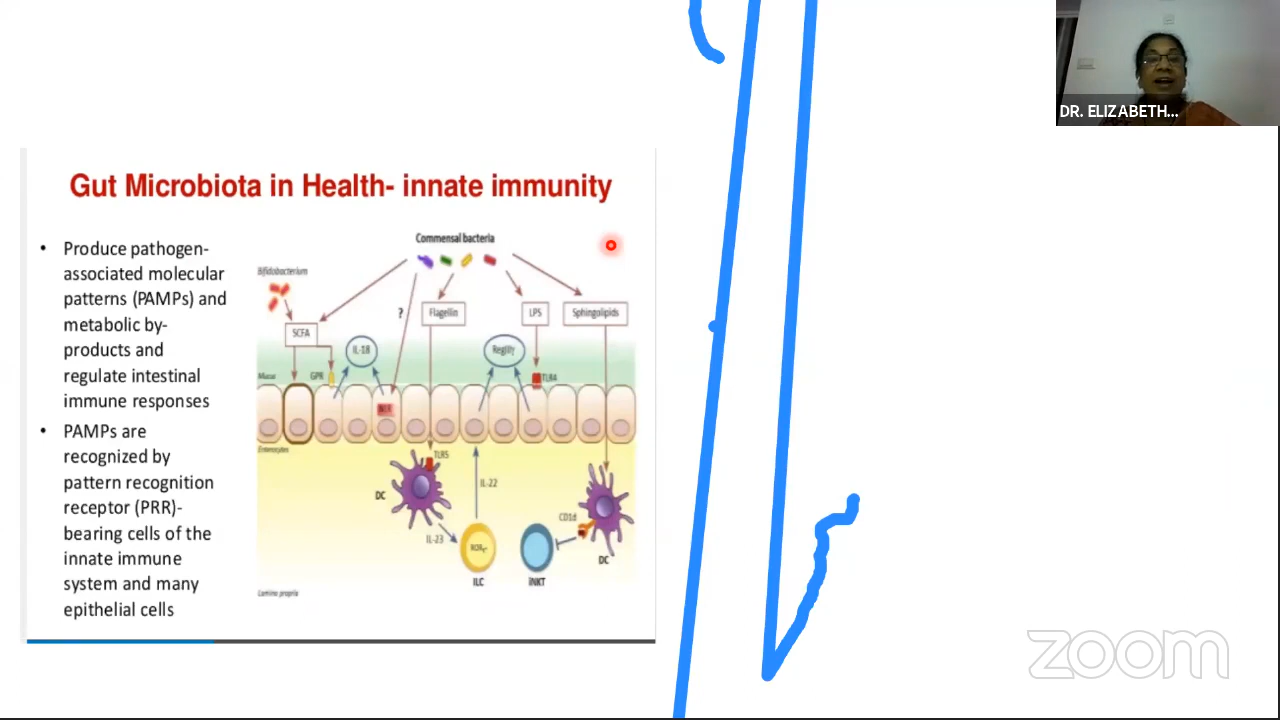 DR. ELIZABETH...
Gut Microbiota in Health- innate immunity
• Produce pathogen-
associated molecular
patterns (PAMPs) and
metabolic by-
products and
regulate intestinal
immune responses
• PAMPs are
recognized by
pattern recognition
receptor (PRR)-
bearing cells of the
innate immune
system and many
epithelial cells
Commensal bacteria
Bifidobacterium
?
SCFA
Flagellin
LPS
Sphingolipids
IL-18
RegIIIγ
Mucus
GPR
TLR4
Enterocytes
TLR5
DC
IL-22
CD1d
IL-23
DC
ILC
iNKT
Lamina propria
zoom